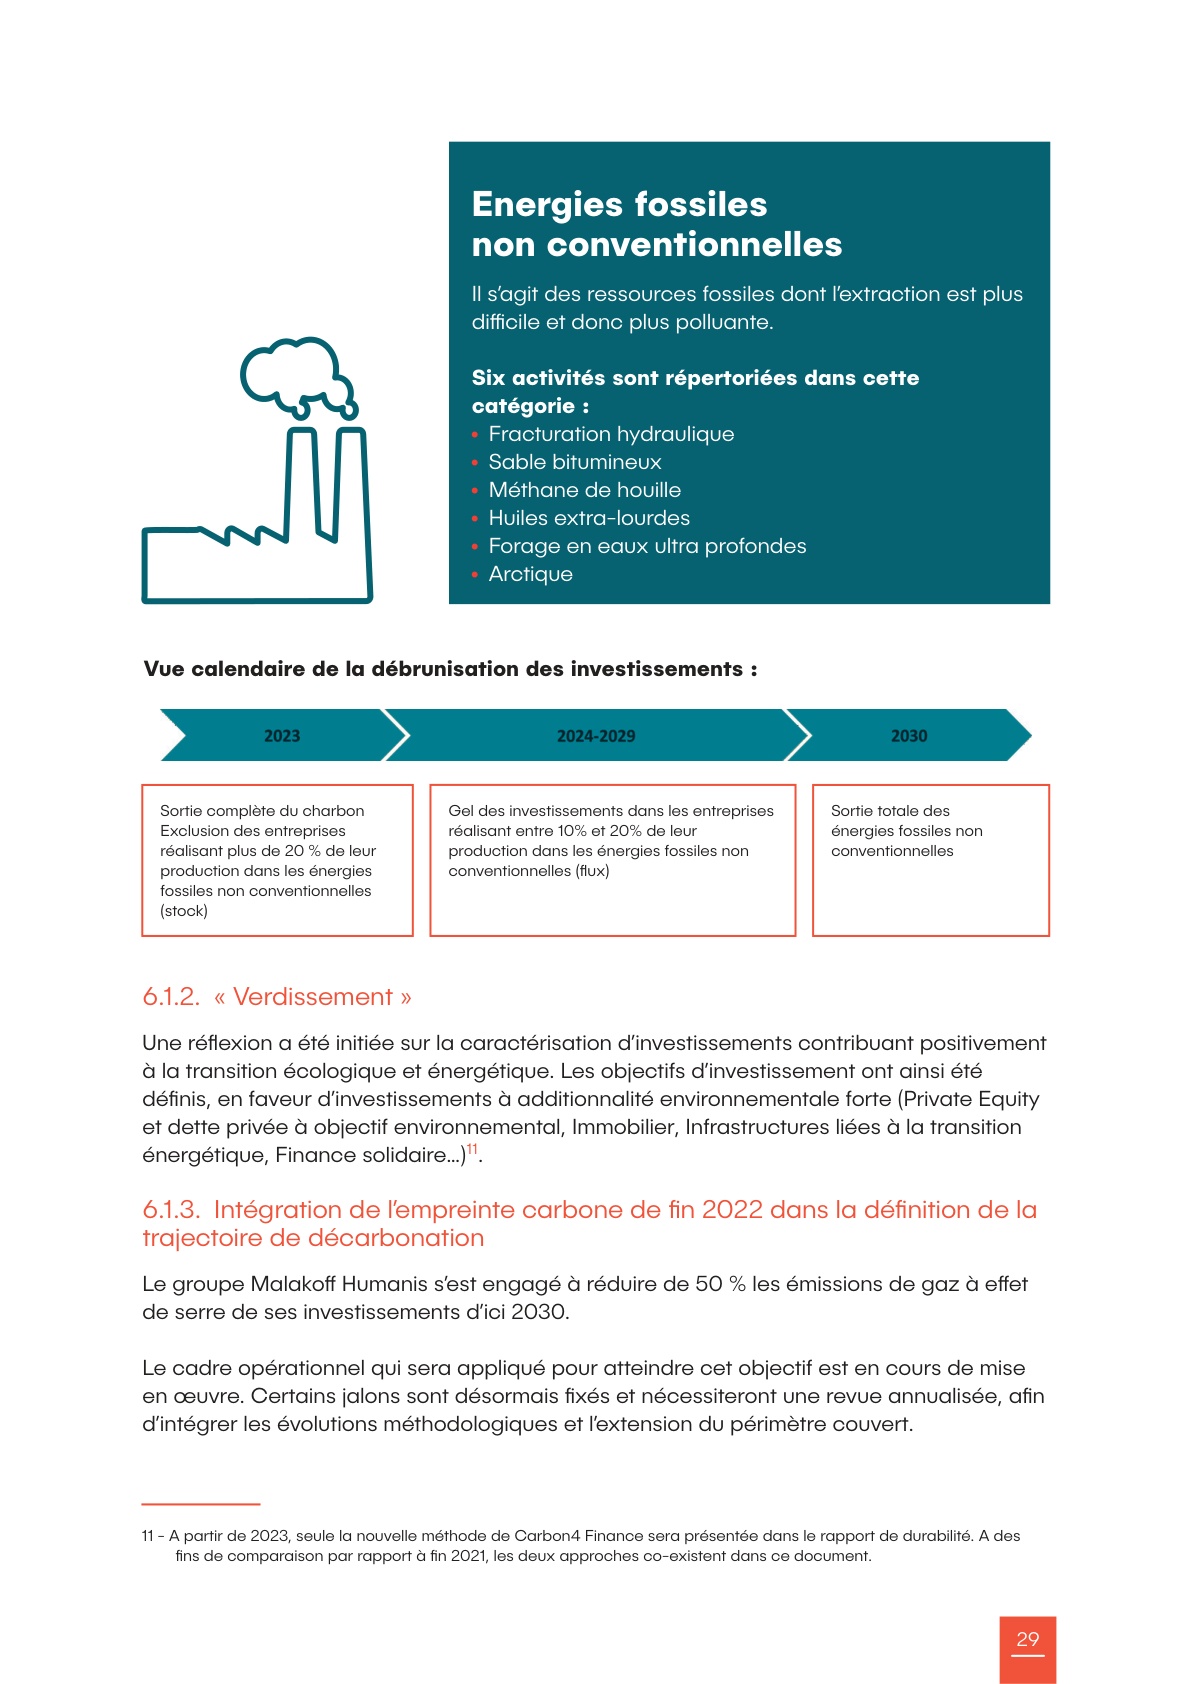 Energies fossiles
non conventionnelles
Il s’agit des ressources fossiles dont l’extraction est plus
difficile et donc plus polluante.
Six activités sont répertoriées dans cette
catégorie :
• Fracturation hydraulique
• Sable bitumineux
• Méthane de houille
• Huiles extra-lourdes
• Forage en eaux ultra profondes
• Arctique
Vue calendaire de la débrunisation des investissements :
2023
2024-2029
2030
Sortie complète du charbon
Exclusion des entreprises
réalisant plus de 20 % de leur
production dans les énergies
fossiles non conventionnelles
(stock)
Gel des investissements dans les entreprises
réalisant entre 10% et 20% de leur
production dans les énergies fossiles non
conventionnelles (flux)
Sortie totale des
énergies fossiles non
conventionnelles
6.1.2. « Verdissement »
Une réflexion a été initiée sur la caractérisation d’investissements contribuant positivement
à la transition écologique et énergétique. Les objectifs d’investissement ont ainsi été
définis, en faveur d’investissements à additionnalité environnementale forte (Private Equity
et dette privée à objectif environnemental, Immobilier, Infrastructures liées à la transition
énergétique, Finance solidaire…)11.
6.1.3. Intégration de l’empreinte carbone de fin 2022 dans la définition de la
trajectoire de décarbonation
Le groupe Malakoff Humanis s’est engagé à réduire de 50 % les émissions de gaz à effet
de serre de ses investissements d’ici 2030.
Le cadre opérationnel qui sera appliqué pour atteindre cet objectif est en cours de mise
en œuvre. Certains jalons sont désormais fixés et nécessiteront une revue annualisée, afin
d’intégrer les évolutions méthodologiques et l’extension du périmètre couvert.
11 - A partir de 2023, seule la nouvelle méthode de Carbon4 Finance sera présentée dans le rapport de durabilité. A des
fins de comparaison par rapport à fin 2021, les deux approches co-existent dans ce document.
29